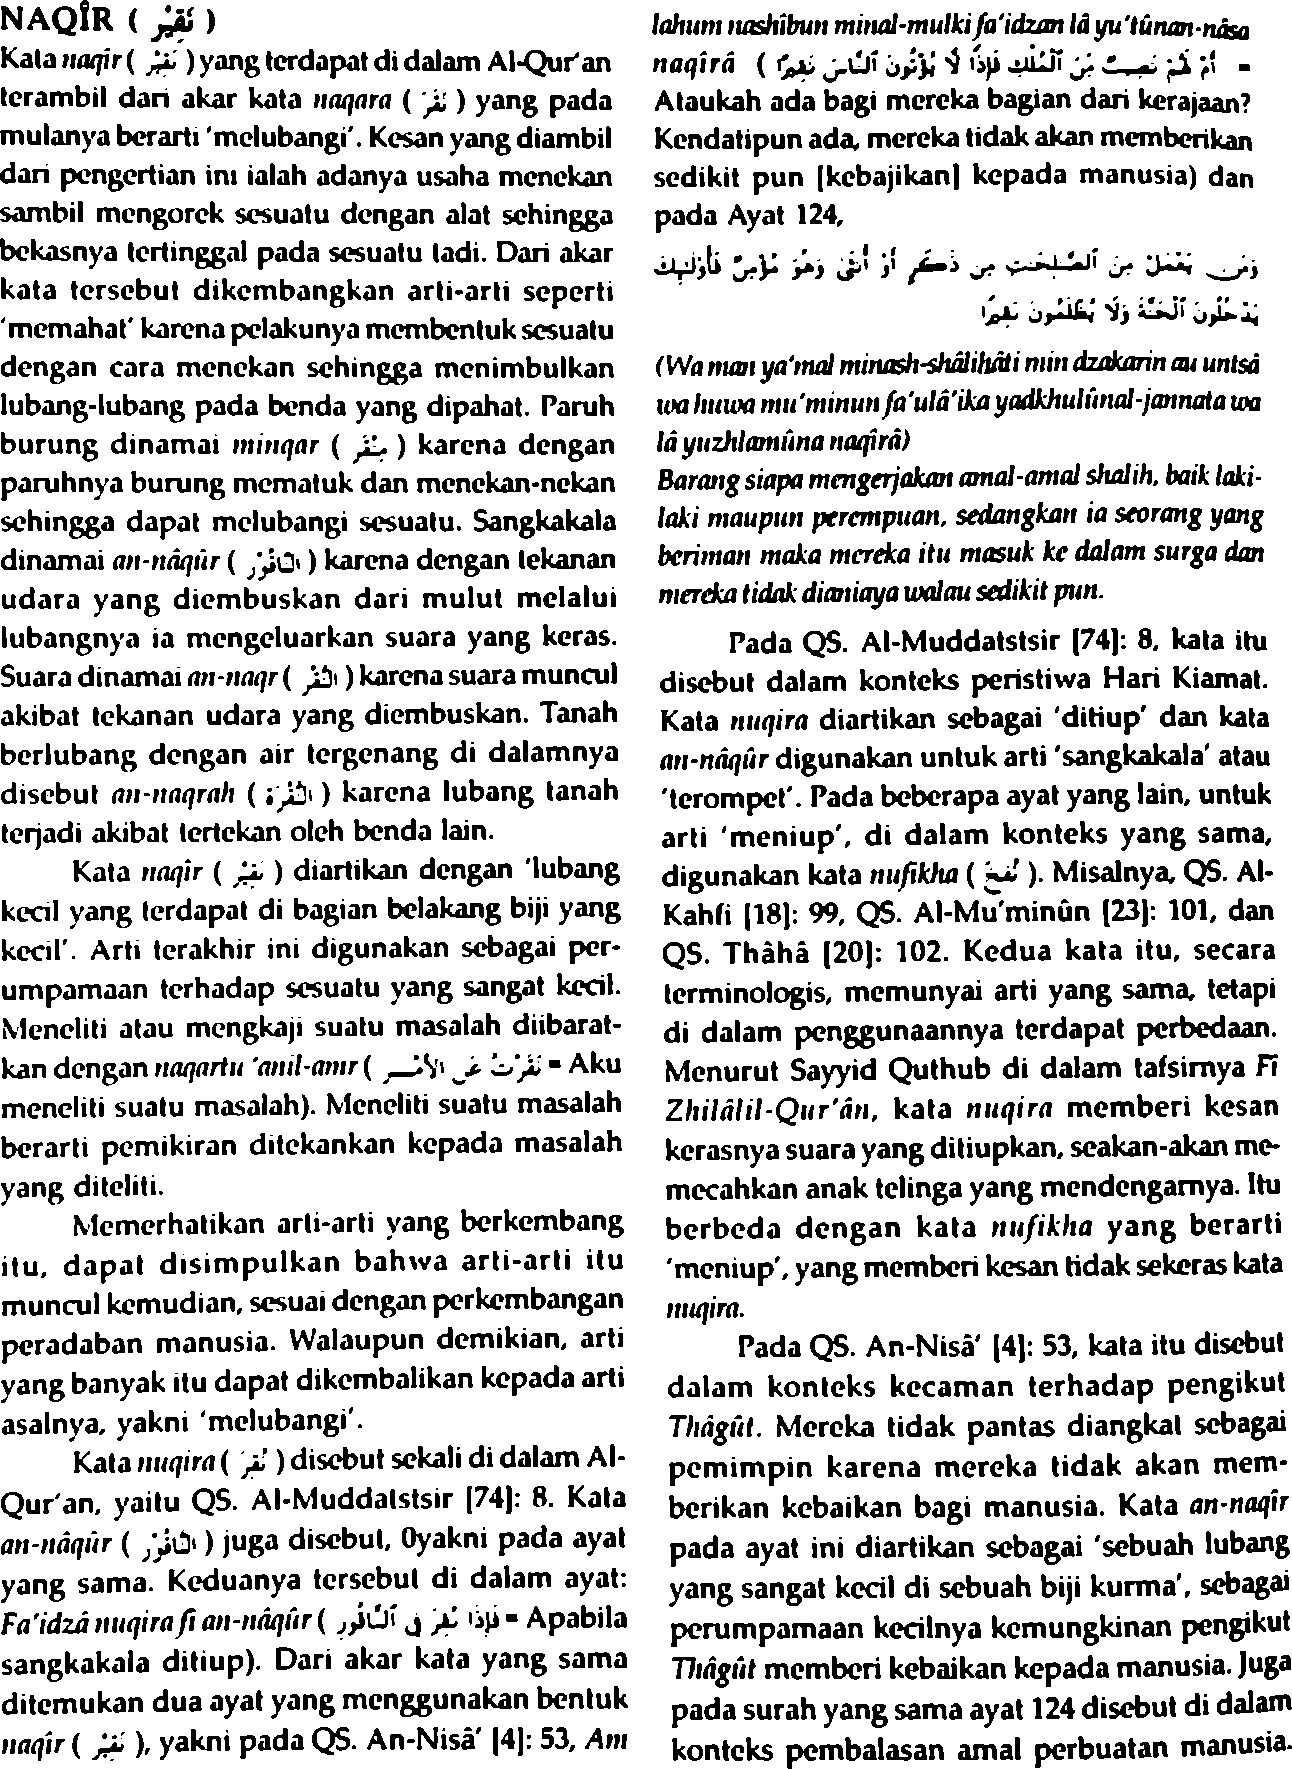 NAQÎR ( نَقِيْر )
Kata naqîr ( نَقِيْر ) yang terdapat di dalam Al-Qur'an
terambil dari akar kata naqara ( نَقَرَ ) yang pada
mulanya berarti 'melubangi'. Kesan yang diambil
dari pengertian ini ialah adanya usaha menekan
sambil mengorek sesuatu dengan alat sehingga
bekasnya tertinggal pada sesuatu tadi. Dari akar
kata tersebut dikembangkan arti-arti seperti
'memahat' karena pelakunya membentuk sesuatu
dengan cara menekan sehingga menimbulkan
lubang-lubang pada benda yang dipahat. Paruh
burung dinamai minqar ( مِنْقَر ) karena dengan
paruhnya burung mematuk dan menekan-nekan
sehingga dapat melubangi sesuatu. Sangkakala
dinamai an-nâqûr ( النَّاقُوْر ) karena dengan tekanan
udara yang diembuskan dari mulut melalui
lubangnya ia mengeluarkan suara yang keras.
Suara dinamai an-naqr ( النَّقْر ) karena suara muncul
akibat tekanan udara yang diembuskan. Tanah
berlubang dengan air tergenang di dalamnya
disebut an-naqrah ( النَّقْرَة ) karena lubang tanah
terjadi akibat tertekan oleh benda lain.
Kata naqîr ( نَقِيْر ) diartikan dengan 'lubang
kecil yang terdapat di bagian belakang biji yang
kecil'. Arti terakhir ini digunakan sebagai per-
umpamaan terhadap sesuatu yang sangat kecil.
Meneliti atau mengkaji suatu masalah diibarat-
kan dengan naqartu 'anil-amr ( نَقَرْتُ عَنِ الأَمْرِ = Aku
meneliti suatu masalah). Meneliti suatu masalah
berarti pemikiran ditekankan kepada masalah
yang diteliti.
Memerhatikan arti-arti yang berkembang
itu, dapat disimpulkan bahwa arti-arti itu
muncul kemudian, sesuai dengan perkembangan
peradaban manusia. Walaupun demikian, arti
yang banyak itu dapat dikembalikan kepada arti
asalnya, yakni 'melubangi'.
Kata nuqira ( نُقِرَ ) disebut sekali di dalam Al-
Qur'an, yaitu QS. Al-Muddatstsir [74]: 8. Kata
an-nâqûr ( النَّاقُوْر ) juga disebut, 0yakni pada ayat
yang sama. Keduanya tersebut di dalam ayat:
Fa'idzâ nuqira fî an-nâqûr ( فَإِذَا نُقِرَ فِى ٱلنَّاقُورِ = Apabila
sangkakala ditiup). Dari akar kata yang sama
ditemukan dua ayat yang menggunakan bentuk
naqîr ( نَقِيْر ), yakni pada QS. An-Nisâ' [4]: 53, Am
lahum nashîbun minal-mulki fa'idzan lâ yu'tûnan-nâsa
naqîrâ ( أَمْ لَهُمْ نَصِيبٌ مِّنَ ٱلْمُلْكِ فَإِذًا لَّا يُؤْتُونَ ٱلنَّاسَ نَقِيرًا =
Ataukah ada bagi mereka bagian dari kerajaan?
Kendatipun ada, mereka tidak akan memberikan
sedikit pun [kebajikan] kepada manusia) dan
pada Ayat 124,
وَمَن يَعْمَلْ مِنَ ٱلصَّـٰلِحَـٰتِ مِن ذَكَرٍ أَوْ أُنثَىٰ وَهُوَ مُؤْمِنٌ فَأُو۟لَـٰٓئِكَ
يَدْخُلُونَ ٱلْجَنَّةَ وَلَا يُظْلَمُونَ نَقِيرًا
(Wa man ya'mal minash-shâlihâti min dzakarin au untsâ
wa huwa mu'minun fa'ulâ'ika yadkhulûnal-jannata wa
lâ yuzhlamûna naqîrâ)
Barang siapa mengerjakan amal-amal shalih, baik laki-
laki maupun perempuan, sedangkan ia seorang yang
beriman maka mereka itu masuk ke dalam surga dan
mereka tidak dianiaya walau sedikit pun.
Pada QS. Al-Muddatstsir [74]: 8, kata itu
disebut dalam konteks peristiwa Hari Kiamat.
Kata nuqira diartikan sebagai 'ditiup' dan kata
an-nâqûr digunakan untuk arti 'sangkakala' atau
'terompet'. Pada beberapa ayat yang lain, untuk
arti 'meniup', di dalam konteks yang sama,
digunakan kata nufikha ( نُفِخَ ). Misalnya, QS. Al-
Kahfi [18]: 99, QS. Al-Mu'minûn [23]: 101, dan
QS. Thâhâ [20]: 102. Kedua kata itu, secara
terminologis, memunyai arti yang sama, tetapi
di dalam penggunaannya terdapat perbedaan.
Menurut Sayyid Quthub di dalam tafsirnya Fî
Zhilâlil-Qur'ân, kata nuqira memberi kesan
kerasnya suara yang ditiupkan, seakan-akan me-
mecahkan anak telinga yang mendengarnya. Itu
berbeda dengan kata nufikha yang berarti
'meniup', yang memberi kesan tidak sekeras kata
nuqira.
Pada QS. An-Nisâ' [4]: 53, kata itu disebut
dalam konteks kecaman terhadap pengikut
Thâgût. Mereka tidak pantas diangkat sebagai
pemimpin karena mereka tidak akan mem-
berikan kebaikan bagi manusia. Kata an-naqîr
pada ayat ini diartikan sebagai 'sebuah lubang
yang sangat kecil di sebuah biji kurma', sebagai
perumpamaan kecilnya kemungkinan pengikut
Thâgût memberi kebaikan kepada manusia. Juga
pada surah yang sama ayat 124 disebut di dalam
konteks pembalasan amal perbuatan manusia.